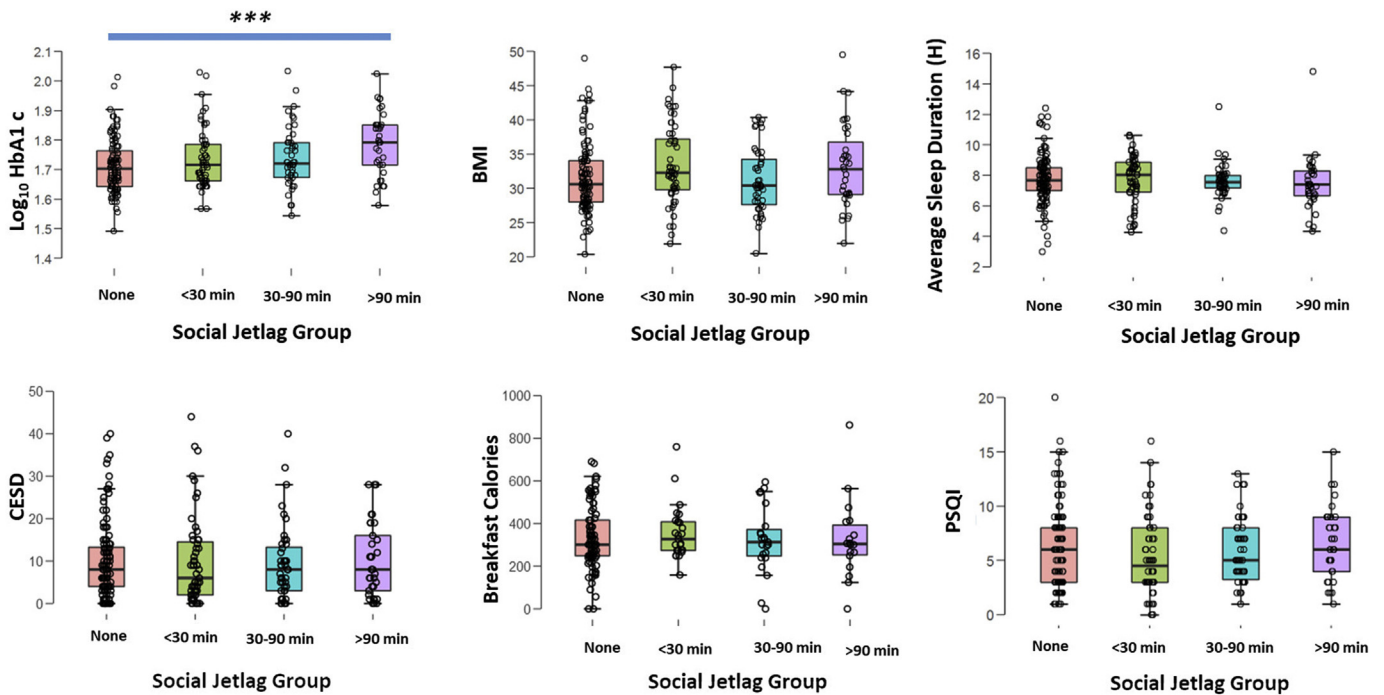 ***
Log10 HbA1 c
2.1
2.0
1.9
1.8
1.7
1.6
1.5
1.4
None <30 min 30-90 min >90 min
Social Jetlag Group
BMI
50
45
40
35
30
25
20
None <30 min 30-90 min >90 min
Social Jetlag Group
Average Sleep Duration (H)
16
14
12
10
8
6
4
2
None <30 min 30-90 min >90 min
Social Jetlag Group
CESD
50
40
30
20
10
0
None <30 min 30-90 min >90 min
Social Jetlag Group
Breakfast Calories
1000
800
600
400
200
0
None <30 min 30-90 min >90 min
Social Jetlag Group
PSQI
20
15
10
5
0
None <30 min 30-90 min >90 min
Social Jetlag Group